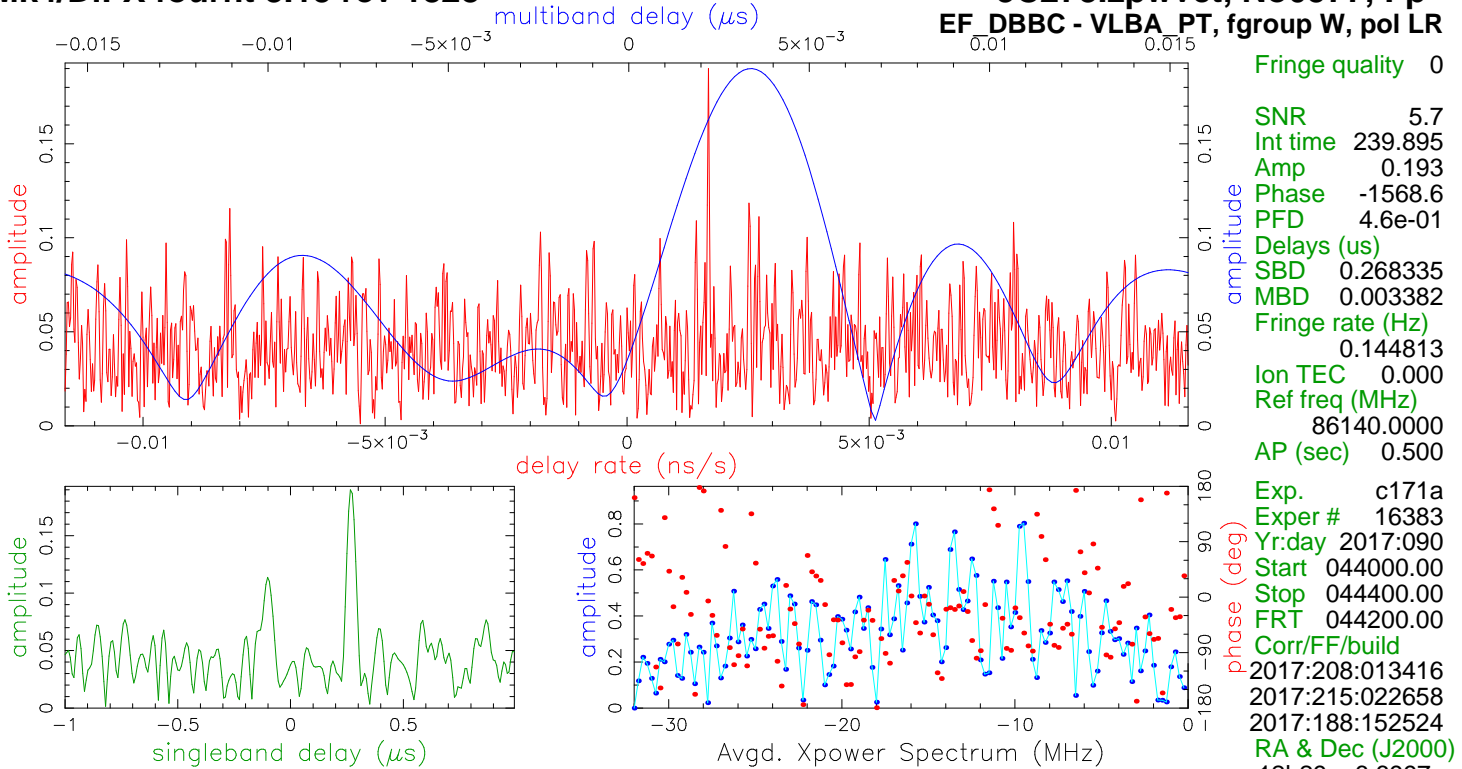 multiband delay (μs)
EF_DBBC - VLBA_PT, fgroup W, pol LR
−0.015 −0.01 −5×10⁻³ 0 5×10⁻³ 0.01 0.015
Fringe quality 0
SNR 5.7
Int time 239.895
Amp 0.193
Phase -1568.6
PFD 4.6e-01
Delays (us)
SBD 0.268335
MBD 0.003382
Fringe rate (Hz)
0.144813
Ion TEC 0.000
Ref freq (MHz)
86140.0000
AP (sec) 0.500
Exp. c171a
Exper # 16383
Yr:day 2017:090
Start 044000.00
Stop 044400.00
FRT 044200.00
Corr/FF/build
2017:208:013416
2017:215:022658
2017:188:152524
RA & Dec (J2000)
amplitude
0 0.05 0.1 0.15
amplitude
0 0.05 0.1 0.15
−0.01 −5×10⁻³ 0 5×10⁻³ 0.01
delay rate (ns/s)
amplitude
0 0.05 0.1 0.15
−1 −0.5 0 0.5
singleband delay (μs)
amplitude
0 0.2 0.4 0.6 0.8
phase (deg)
−180 −90 0 90 180
−30 −20 −10 0
Avgd. Xpower Spectrum (MHz)